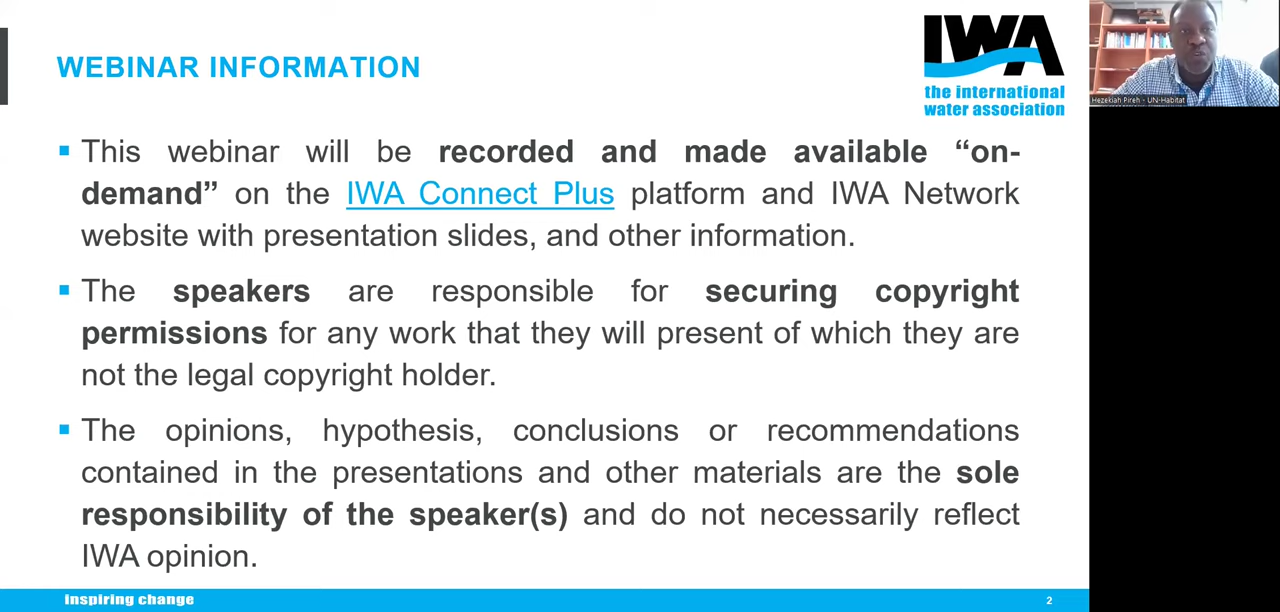 WEBINAR INFORMATION
IWA
the international
water association
Hezekiah Pireh - UN-Habitat
▪ This webinar will be recorded and made available “on-
demand” on the IWA Connect Plus platform and IWA Network
website with presentation slides, and other information.
▪ The speakers are responsible for securing copyright
permissions for any work that they will present of which they are
not the legal copyright holder.
▪ The opinions, hypothesis, conclusions or recommendations
contained in the presentations and other materials are the sole
responsibility of the speaker(s) and do not necessarily reflect
IWA opinion.
inspiring change
2